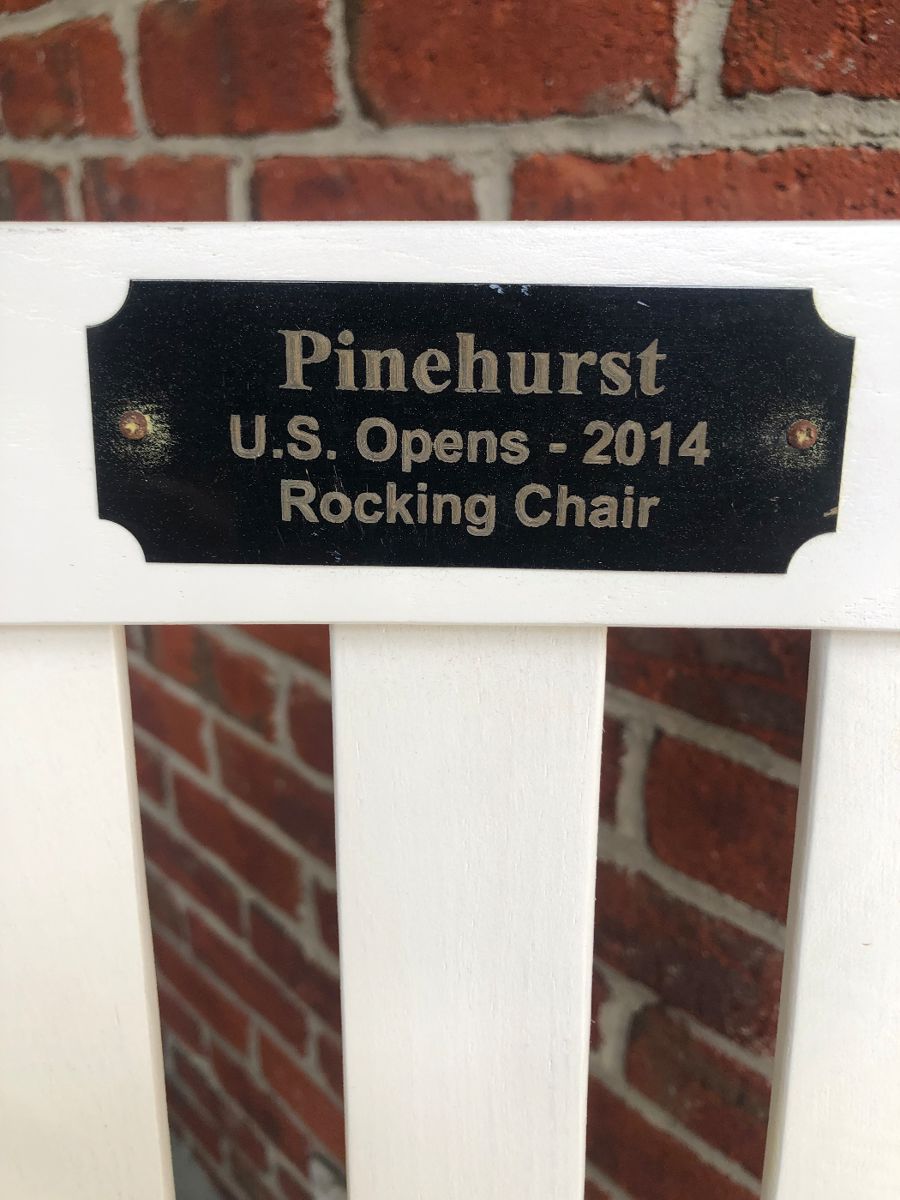 Pinehurst
U.S. Opens - 2014
Rocking Chair